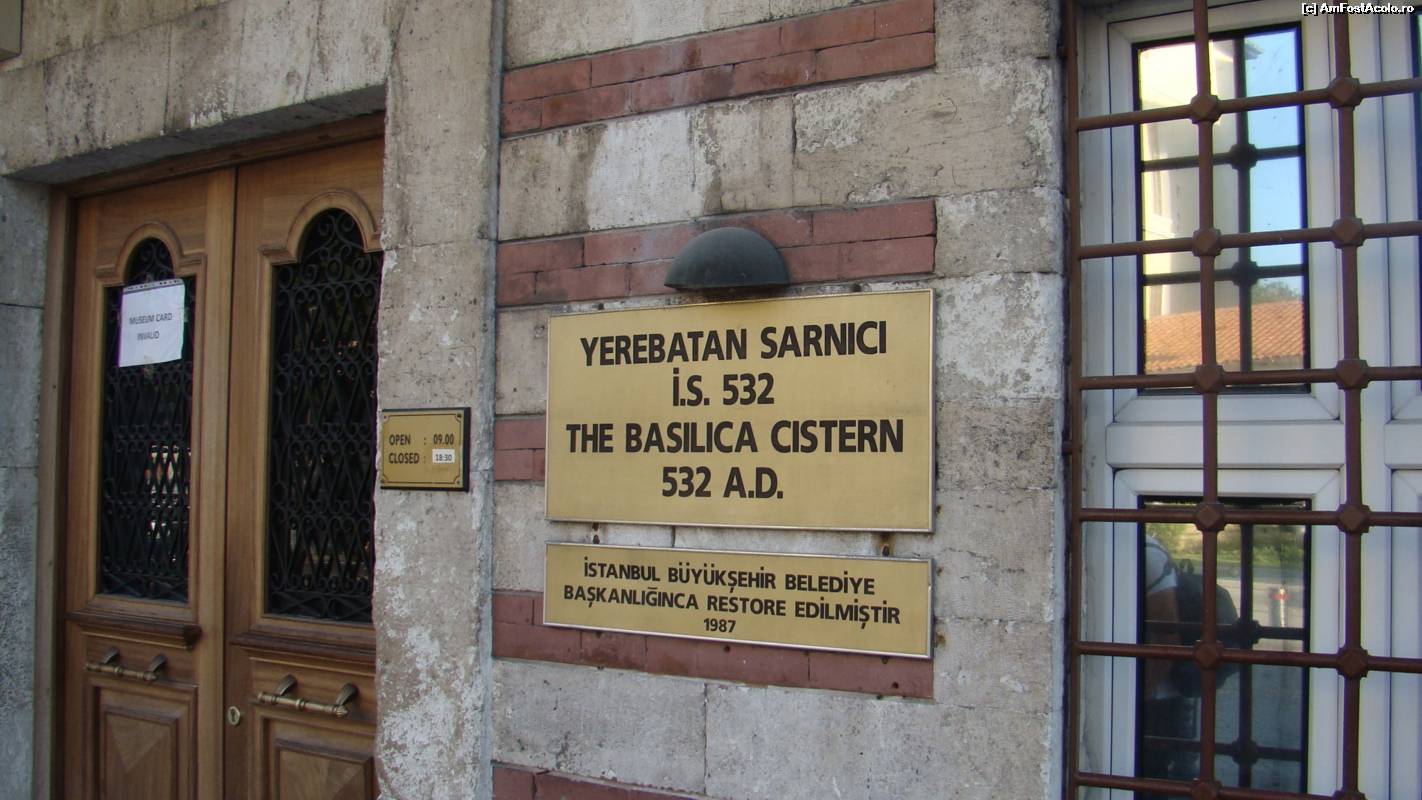 [c] AmFostAcolo.ro
MUSEUM CARD
INVALID
OPEN : 09.00
CLOSED : 18:30
YEREBATAN SARNICI
İ.S. 532
THE BASILICA CISTERN
532 A.D.
İSTANBUL BÜYÜKŞEHİR BELEDİYE
BAŞKANLIĞINCA RESTORE EDİLMİŞTİR
1987